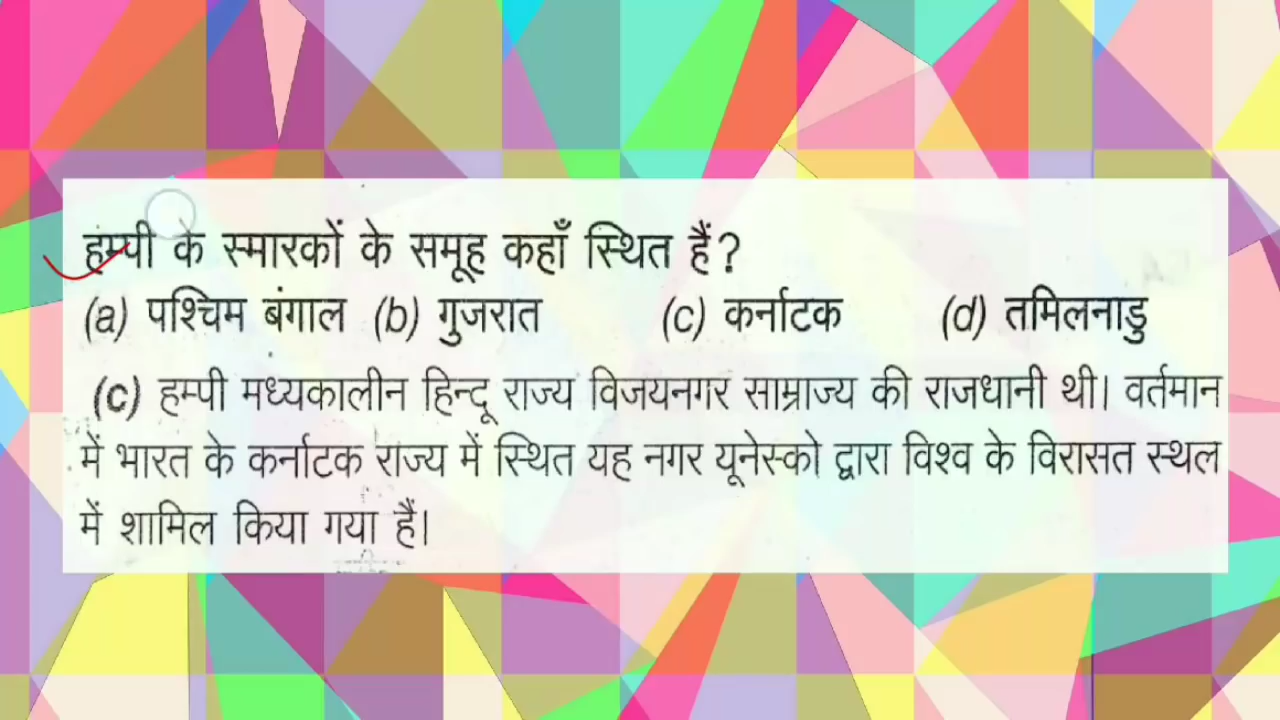 हम्पी के स्मारकों के समूह कहाँ स्थित हैं?
(a) पश्चिम बंगाल (b) गुजरात (c) कर्नाटक (d) तमिलनाडु
(c) हम्पी मध्यकालीन हिन्दू राज्य विजयनगर साम्राज्य की राजधानी थी। वर्तमान
में भारत के कर्नाटक राज्य में स्थित यह नगर यूनेस्को द्वारा विश्व के विरासत स्थल
में शामिल किया गया हैं।